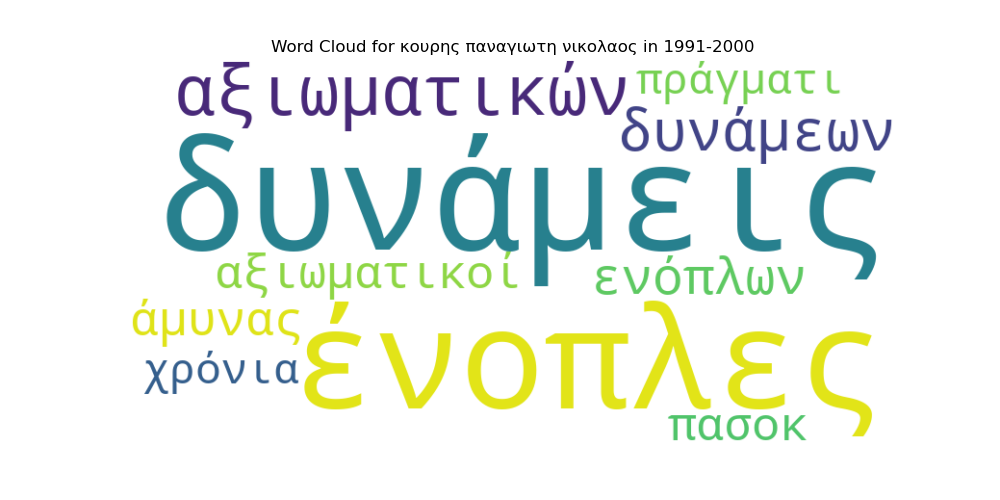 Word Cloud for κουρης παναγιωτη νικολαος in 1991-2000
αξιωματικών πράγματι
δυνάμεων
δυνάμεις
αξιωματικοί ενόπλων
άμυνας
ένοπλες
χρόνια
πασοκ